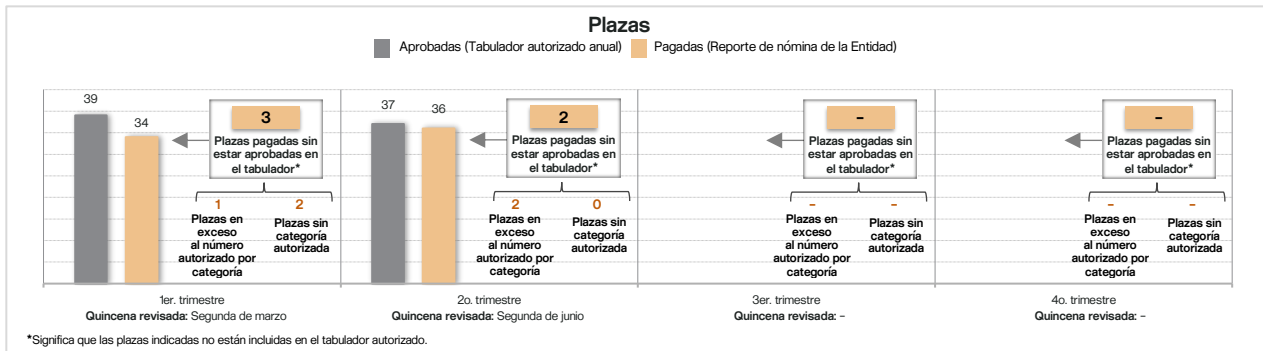 Plazas
Aprobadas (Tabulador autorizado anual)
Pagadas (Reporte de nómina de la Entidad)
39
34
3
Plazas pagadas sin
estar aprobadas en
el tabulador*
1
Plazas en
exceso
al número
autorizado por
categoría
2
Plazas sin
categoría
autorizada
1er. trimestre
Quincena revisada: Segunda de marzo
37
36
2
Plazas pagadas sin
estar aprobadas en
el tabulador*
2
Plazas en
exceso
al número
autorizado por
categoría
0
Plazas sin
categoría
autorizada
2o. trimestre
Quincena revisada: Segunda de junio
-
Plazas pagadas sin
estar aprobadas en
el tabulador*
-
Plazas en
exceso
al número
autorizado por
categoría
-
Plazas sin
categoría
autorizada
3er. trimestre
Quincena revisada: -
-
Plazas pagadas sin
estar aprobadas en
el tabulador*
-
Plazas en
exceso
al número
autorizado por
categoría
-
Plazas sin
categoría
autorizada
4o. trimestre
Quincena revisada: -
*Significa que las plazas indicadas no están incluidas en el tabulador autorizado.